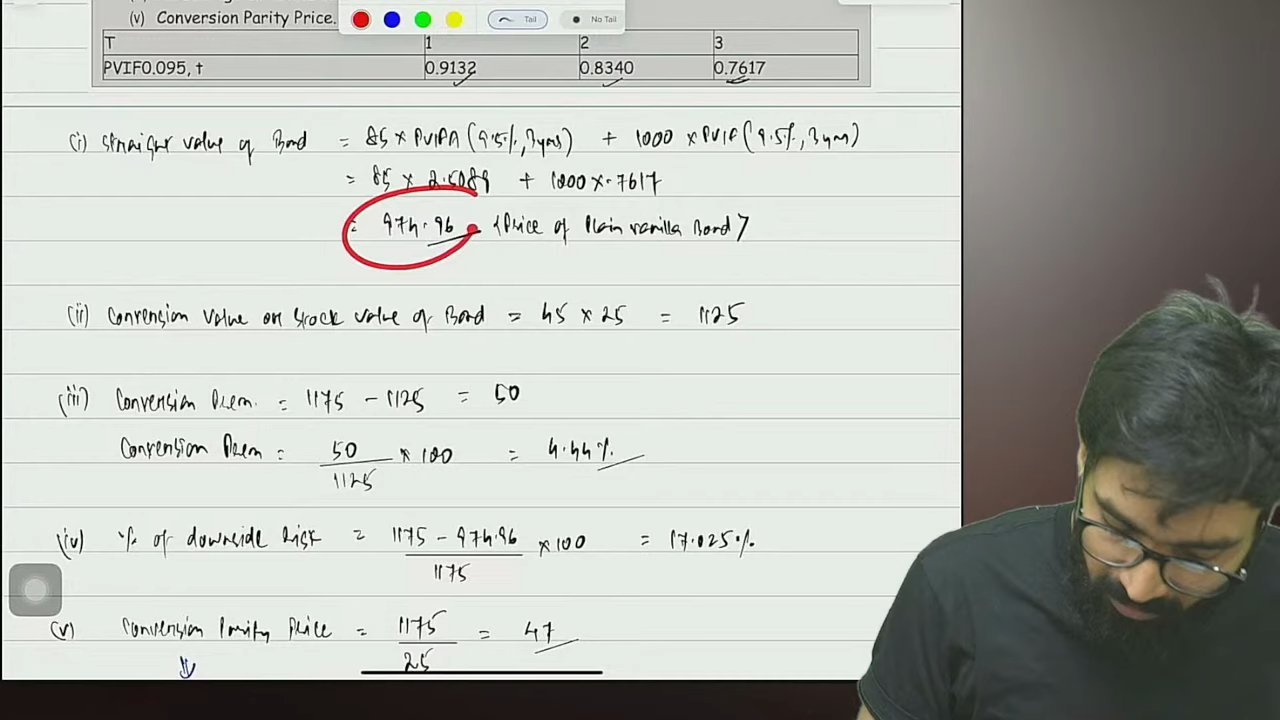 (v) Conversion Parity Price.
Tail
No Tail
T 1 2 3
PVIF0.095, t 0.9132 0.8340 0.7617
(i) Straight value of Bond = 85 × PVIFA (9.5%, 3yrs) + 1000 × PVIF (9.5%, 3yrs)
= 85 × 2.5089 + 1000 × .7617
= 974.96 {Price of Plain vanilla Bond}
(ii) Conversion Value or Stock value of Bond = 45 × 25 = 1125
(iii) Conversion Prem. = 1175 - 1125 = 50
Conversion Prem = 50 × 100 = 4.44%
1125
(iv) % of downside Risk = 1175 - 974.96 × 100 = 17.025%
1175
(v) Conversion Parity Price = 1175 = 47
25